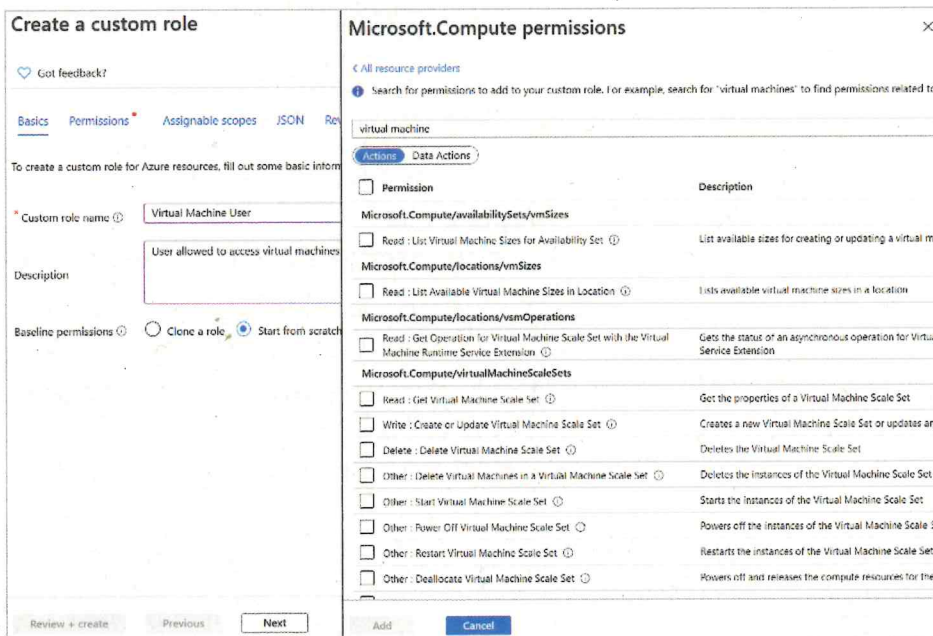 Create a custom role
Got feedback?
Basics Permissions * Assignable scopes JSON Rev
To create a custom role for Azure resources, fill out some basic inform
* Custom role name
Virtual Machine User
Description
User allowed to access virtual machines
Baseline permissions
Clone a role
Start from scratch
Review + create
Previous
Next
Microsoft.Compute permissions
< All resource providers
Search for permissions to add to your custom role. For example, search for "virtual machines" to find permissions related to
virtual machine
Actions Data Actions
Permission Description
Microsoft.Compute/availabilitySets/vmSizes
Read : List Virtual Machine Sizes for Availability Set List available sizes for creating or updating a virtual m
Microsoft.Compute/locations/vmSizes
Read : List Available Virtual Machine Sizes in Location Lists available virtual machine sizes in a location
Microsoft.Compute/locations/vsmOperations
Read : Get Operation for Virtual Machine Scale Set with the Virtual Gets the status of an asynchronous operation for Virtu
Machine Runtime Service Extension Service Extension
Microsoft.Compute/virtualMachineScaleSets
Read : Get Virtual Machine Scale Set Get the properties of a Virtual Machine Scale Set
Write : Create or Update Virtual Machine Scale Set Creates a new Virtual Machine Scale Set or updates an
Delete : Delete Virtual Machine Scale Set Deletes the Virtual Machine Scale Set
Other : Delete Virtual Machines in a Virtual Machine Scale Set Deletes the instances of the Virtual Machine Scale Set
Other : Start Virtual Machine Scale Set Starts the instances of the Virtual Machine Scale Set
Other : Power Off Virtual Machine Scale Set Powers off the instances of the Virtual Machine Scale S
Other : Restart Virtual Machine Scale Set Restarts the instances of the Virtual Machine Scale Set
Other : Deallocate Virtual Machine Scale Set Powers off and releases the compute resources for the
Add
Cancel